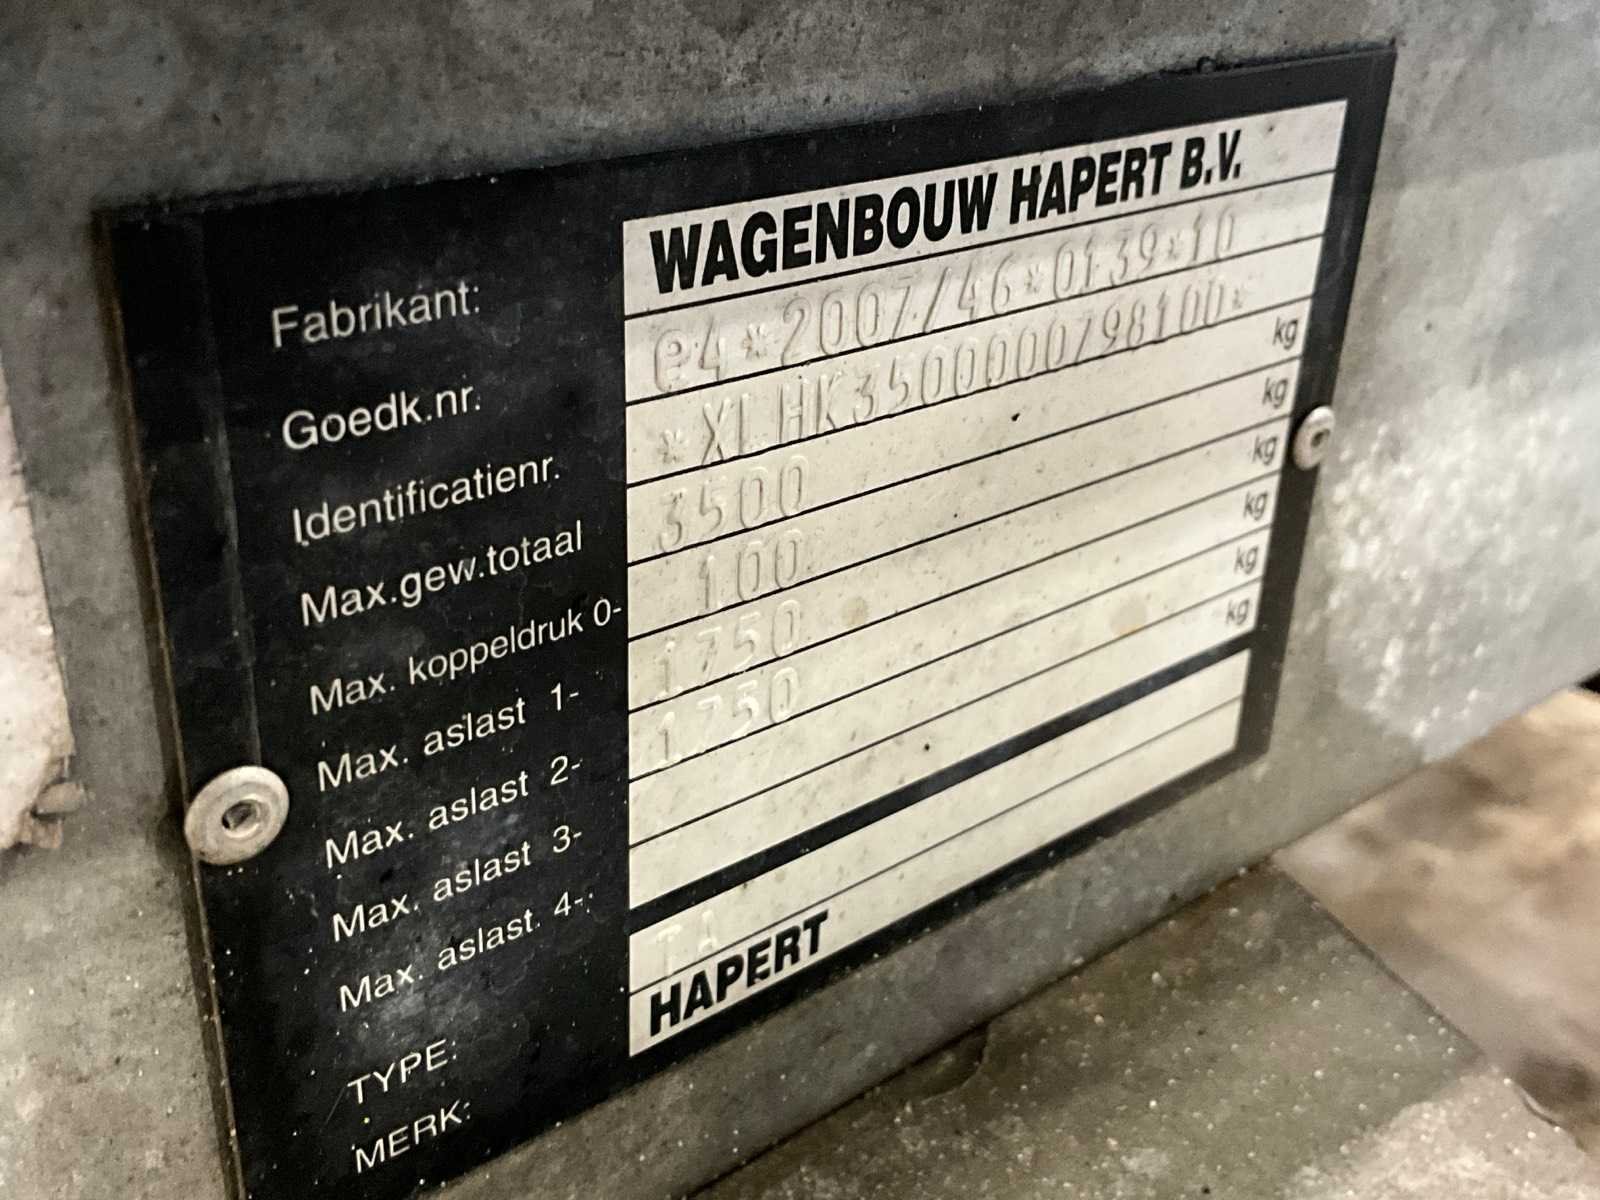 Fabrikant: WAGENBOUW HAPERT B.V.
Goedk.nr. e4*2007/46*0139*10
Identificatienr. *XLHK3500000798100*
Max.gew.totaal 3500 kg
Max. koppeldruk 0- 100 kg
Max. aslast 1- 1750 kg
Max. aslast 2- 1750 kg
Max. aslast 3- kg
Max. aslast. 4- kg
TYPE:
MERK: HAPERT